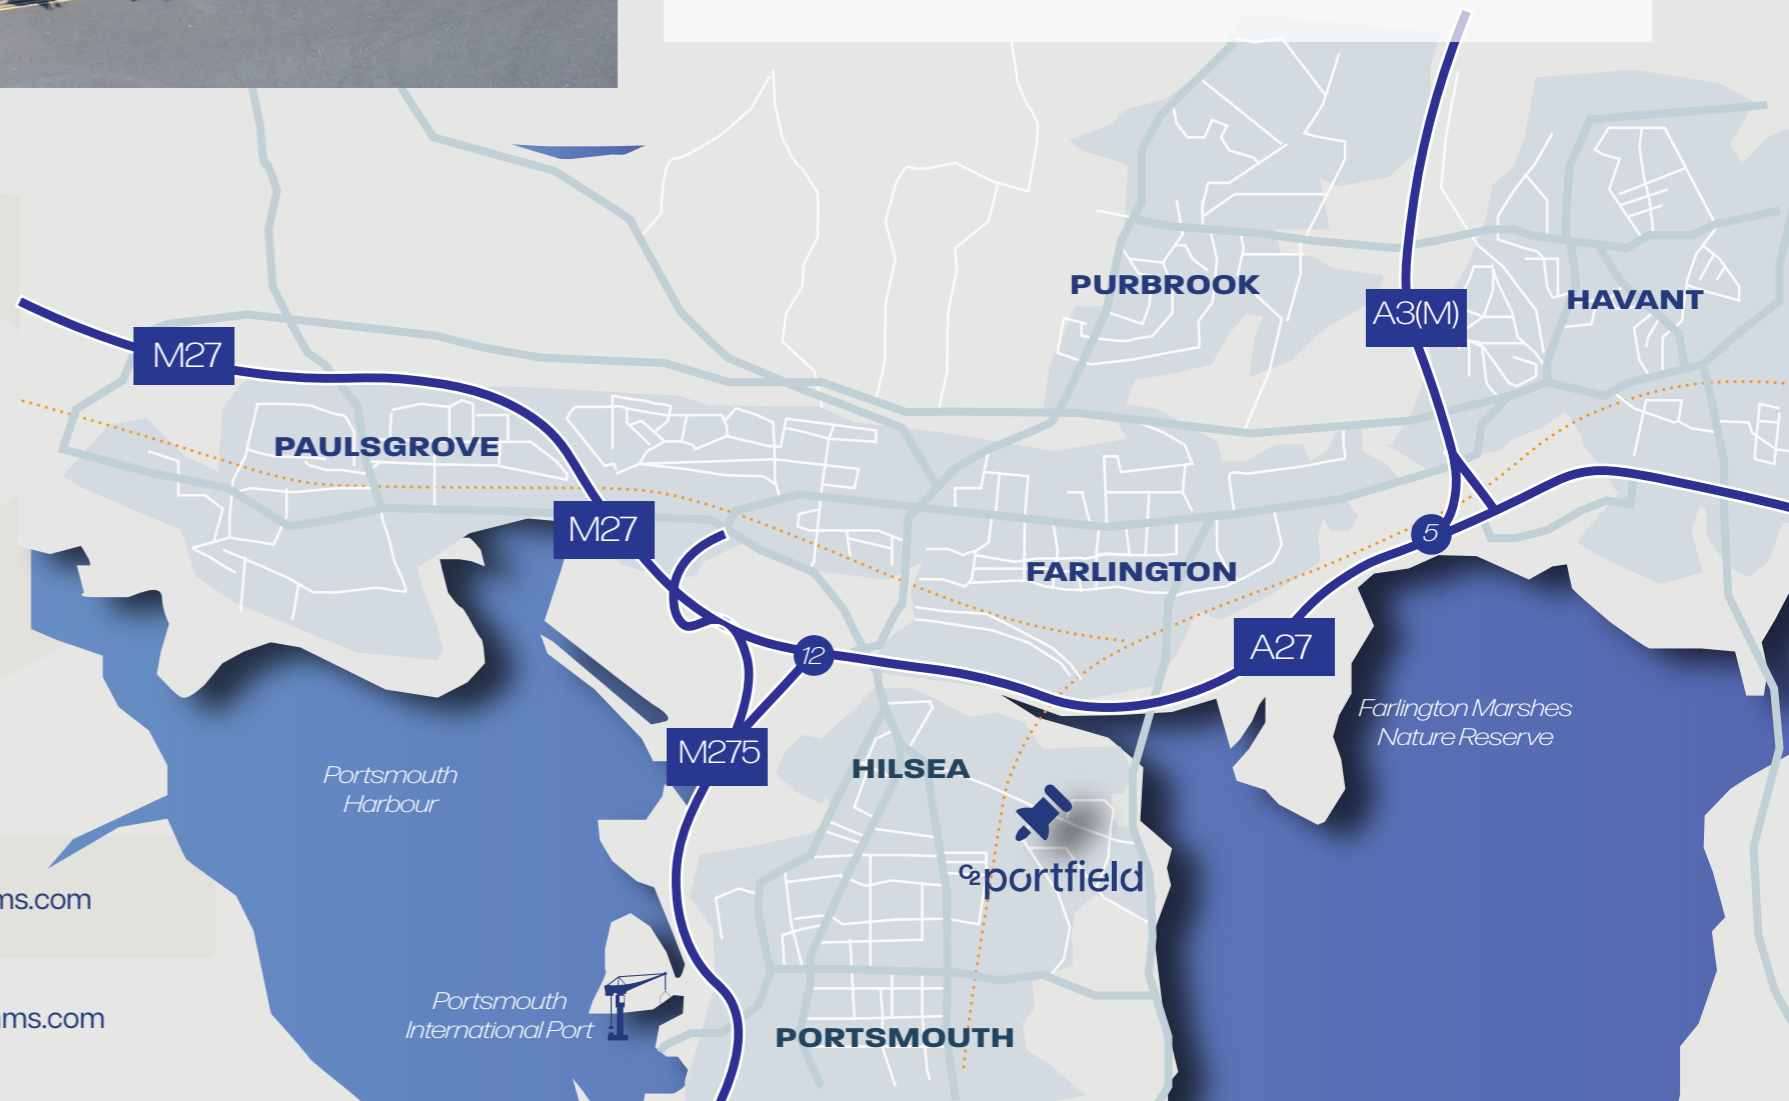 PURBROOK
HAVANT
A3(M)
M27
PAULSGROVE
M27
5
FARLINGTON
A27
12
Farlington Marshes
Nature Reserve
M275
HILSEA
Portsmouth
Harbour
c2 portfield
ms.com
Portsmouth
International Port
ms.com
PORTSMOUTH